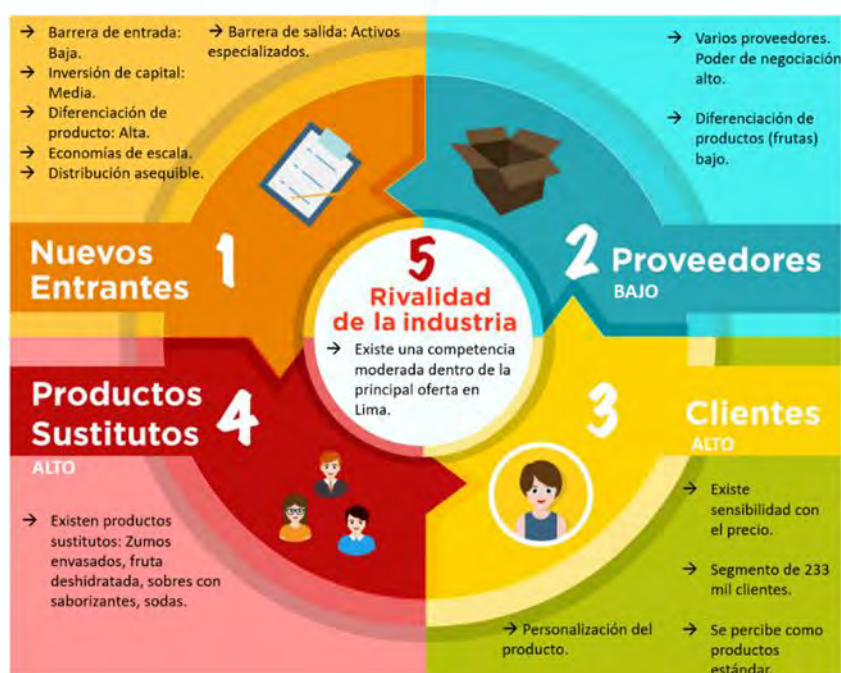 → Barrera de entrada:
Baja.
→ Inversión de capital:
Media.
→ Diferenciación de
producto: Alta.
→ Economías de escala.
→ Distribución asequible.
→ Barrera de salida: Activos
especializados.
Nuevos
Entrantes
1
→ Varios proveedores.
Poder de negociación
alto.
→ Diferenciación de
productos (frutas)
bajo.
2 Proveedores
BAJO
5
Rivalidad
de la industria
→ Existe una competencia
moderada dentro de la
principal oferta en
Lima.
Productos
Sustitutos
4
ALTO
→ Existen productos
sustitutos: Zumos
envasados, fruta
deshidratada, sobres con
saborizantes, sodas.
3 Clientes
ALTO
→ Existe
sensibilidad con
el precio.
→ Segmento de 233
mil clientes.
→ Se percibe como
productos
estándar.
→ Personalización del
producto.